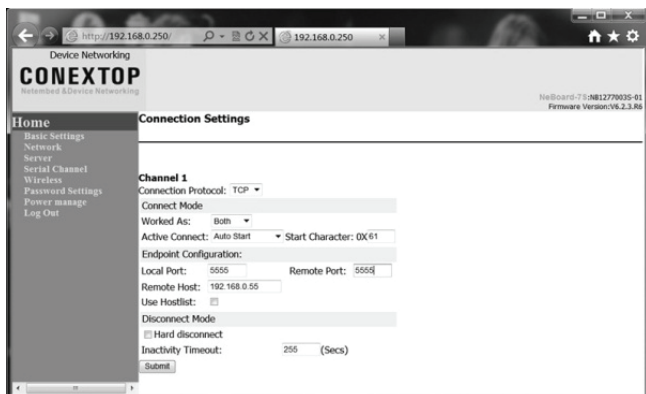 http://192.168.0.250/
192.168.0.250
Device Networking
CONEXTOP
Netembed &Device Networking
NeBoard-7S:NB1277003S-01
Firmware Version:V6.2.3.R6
Home
Basic Settings
Network
Server
Serial Channel
Wireless
Password Settings
Power manage
Log Out
Connection Settings
Channel 1
Connection Protocol: TCP
Connect Mode
Worked As: Both
Active Connect: Auto Start Start Character: 0X 61
Endpoint Configuration:
Local Port: 5555 Remote Port: 5555
Remote Host: 192.168.0.55
Use Hostlist:
Disconnect Mode
Hard disconnect
Inactivity Timeout: 255 (Secs)
Submit